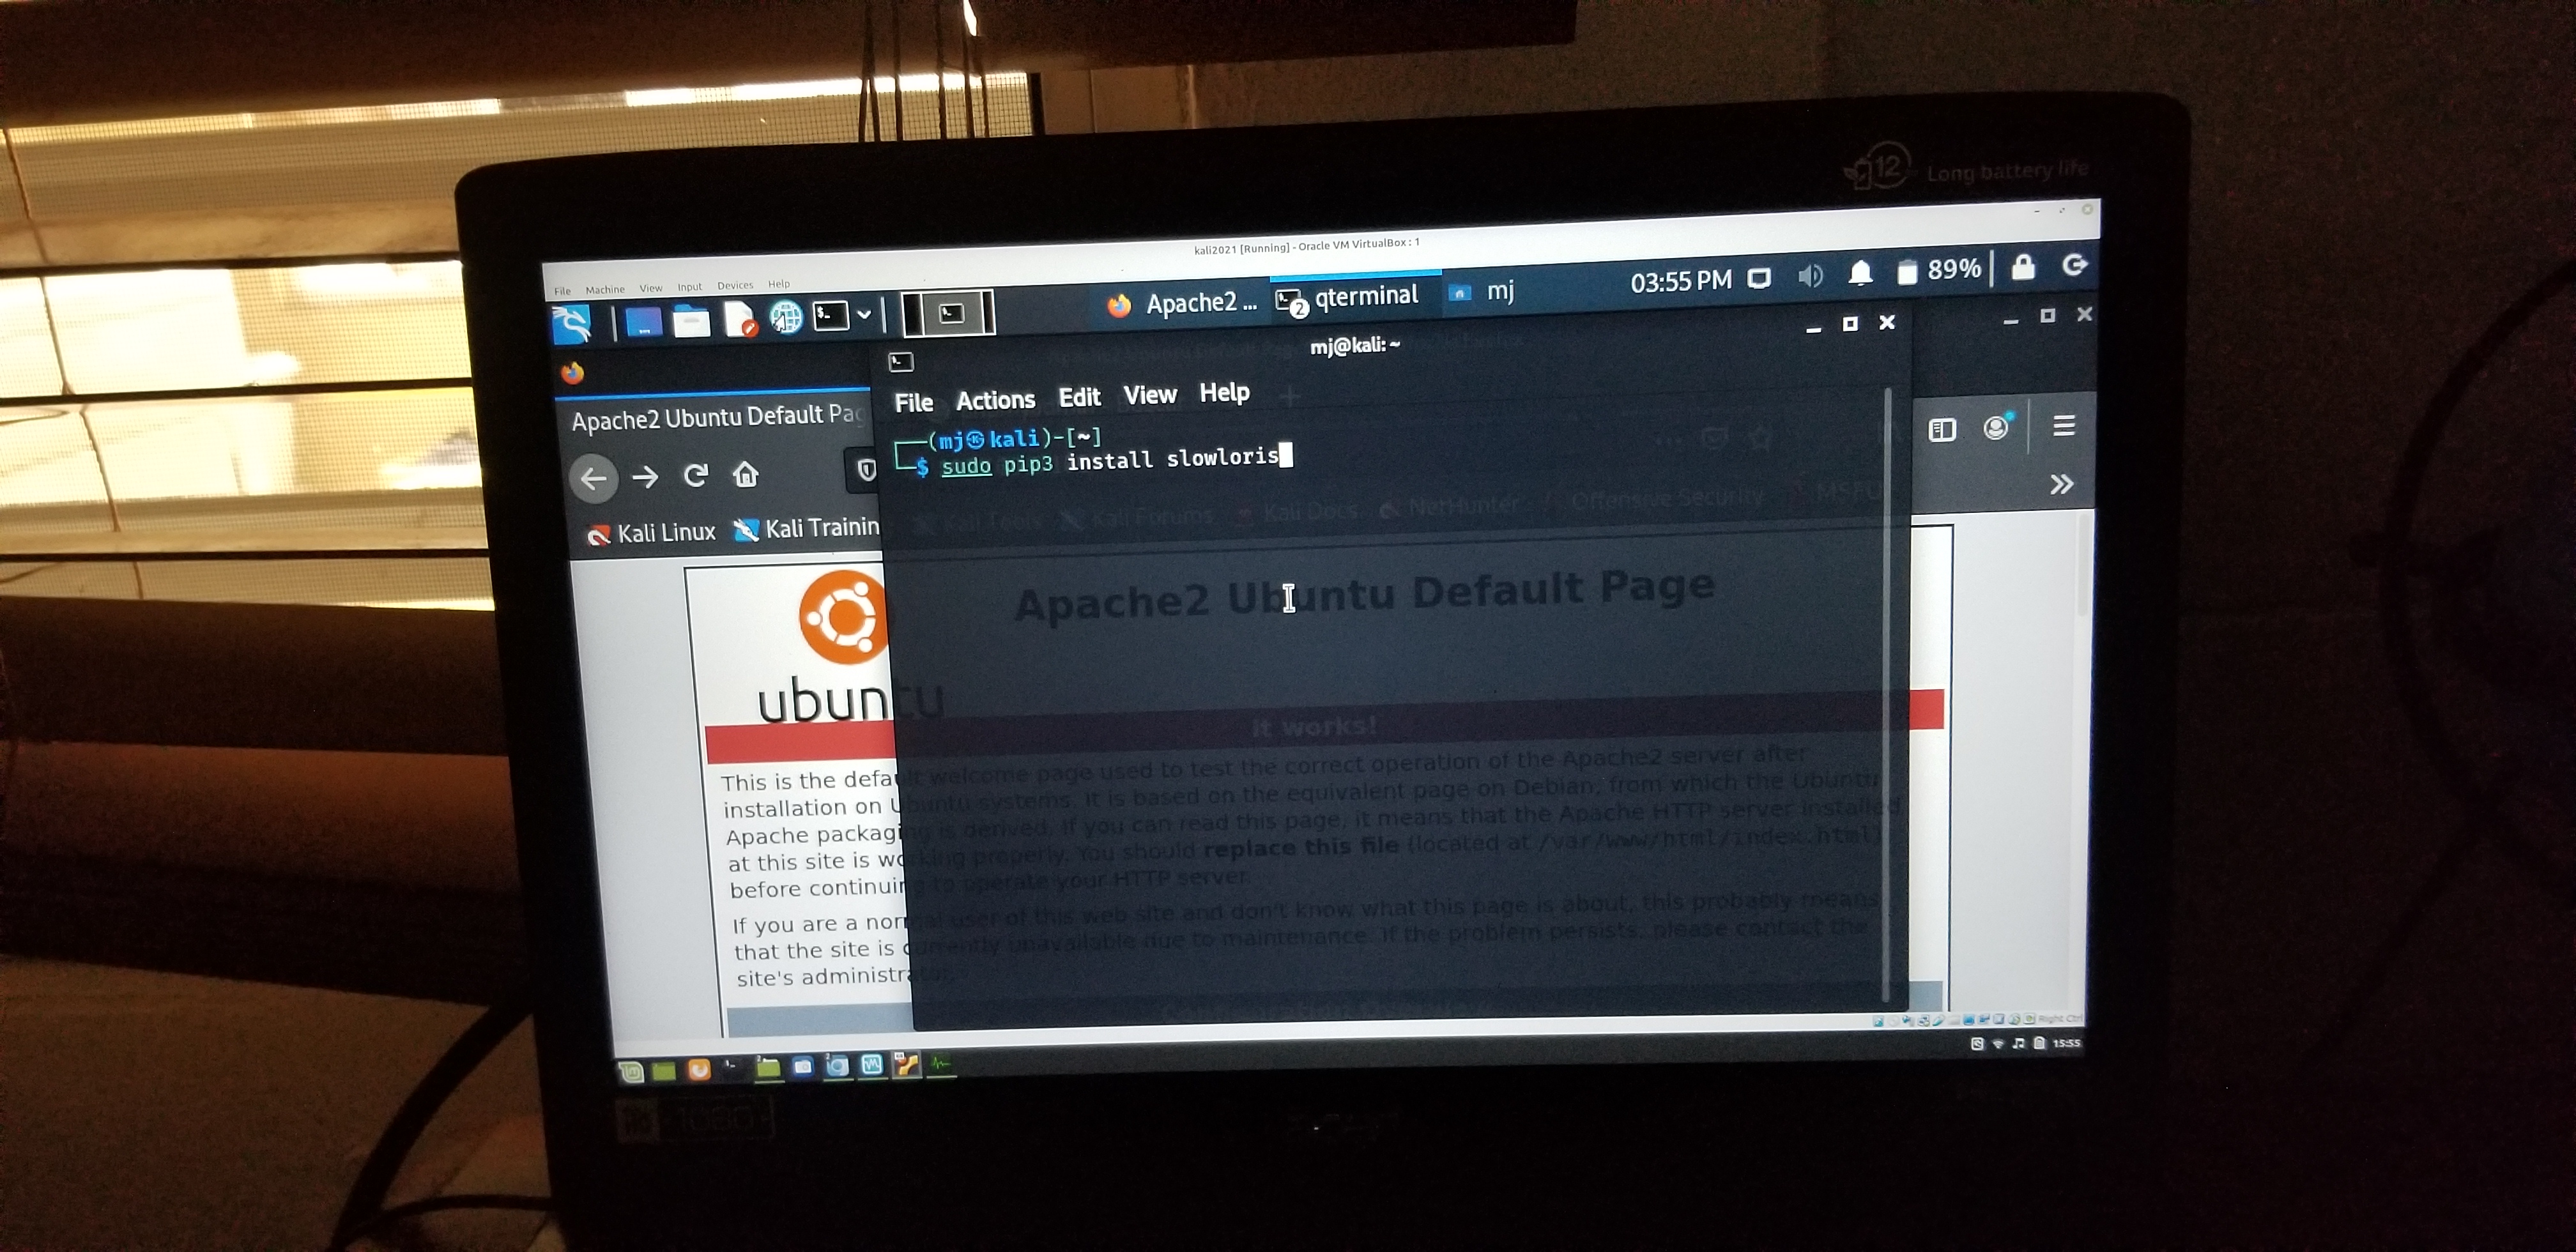 12 Long battery life
kali2021 [Running] - Oracle VM VirtualBox : 1
File Machine View Input Devices Help
Apache2 ...
2 qterminal
mj
03:55 PM
89%
mj@kali: ~
Apache2 Ubuntu Default Pag
File Actions Edit View Help
(mj㉿kali)-[~]
$ sudo pip3 install slowloris
Kali Linux Kali Trainin Kali Forums Kali Docs NetHunter Offensive Security MSFU
Apache2 Ubuntu Default Page
ubuntu
It works!
This is the default welcome page used to test the correct operation of the Apache2 server after
installation on Ubuntu systems. It is based on the equivalent page on Debian, from which the Ubuntu
Apache packaging is derived. If you can read this page, it means that the Apache HTTP server installed
at this site is working properly. You should replace this file (located at /var/www/html/index.html)
before continuing to operate your HTTP server.
If you are a normal user of this web site and don't know what this page is about, this probably means
that the site is currently unavailable due to maintenance. If the problem persists, please contact the
site's administra
Right Ctrl
15:55
1080